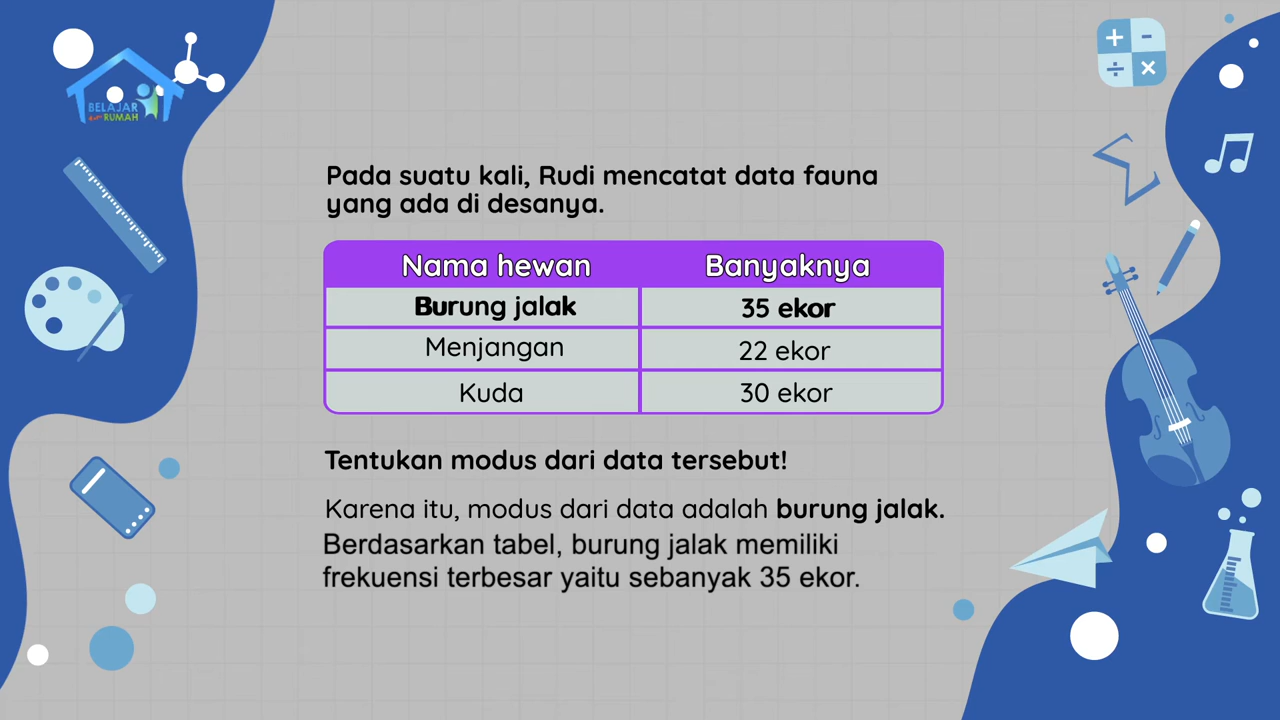 BELAJAR
dari RUMAH
Pada suatu kali, Rudi mencatat data fauna
yang ada di desanya.
Nama hewan Banyaknya
Burung jalak 35 ekor
Menjangan 22 ekor
Kuda 30 ekor
Tentukan modus dari data tersebut!
Karena itu, modus dari data adalah burung jalak.
Berdasarkan tabel, burung jalak memiliki
frekuensi terbesar yaitu sebanyak 35 ekor.